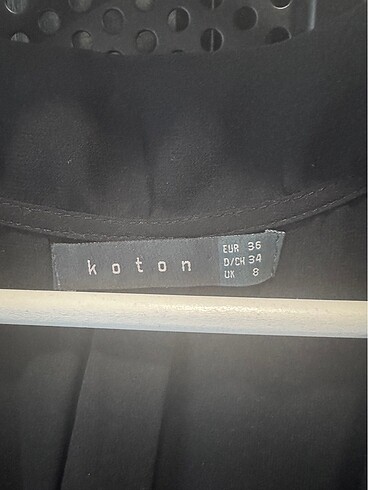 koton
EUR 36
D/CH 34
UK 8